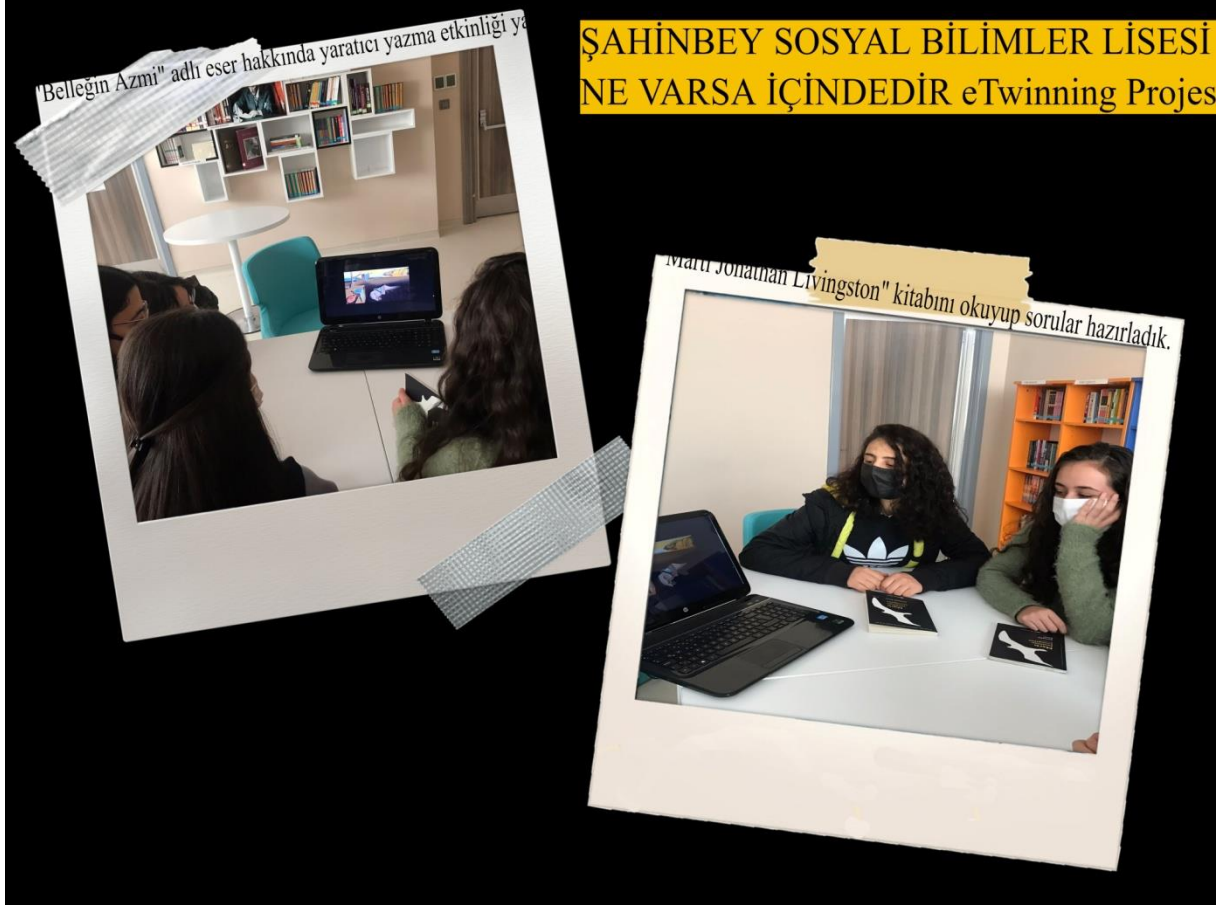 "Belleğin Azmi" adlı eser hakkında yaratıcı yazma etkinliği
ŞAHİNBEY SOSYAL BİLİMLER LİSESİ
NE VARSA İÇİNDEDİR eTwinning Projes
Martı Jonathan Livingston" kitabını okuyup sorular hazırladık.